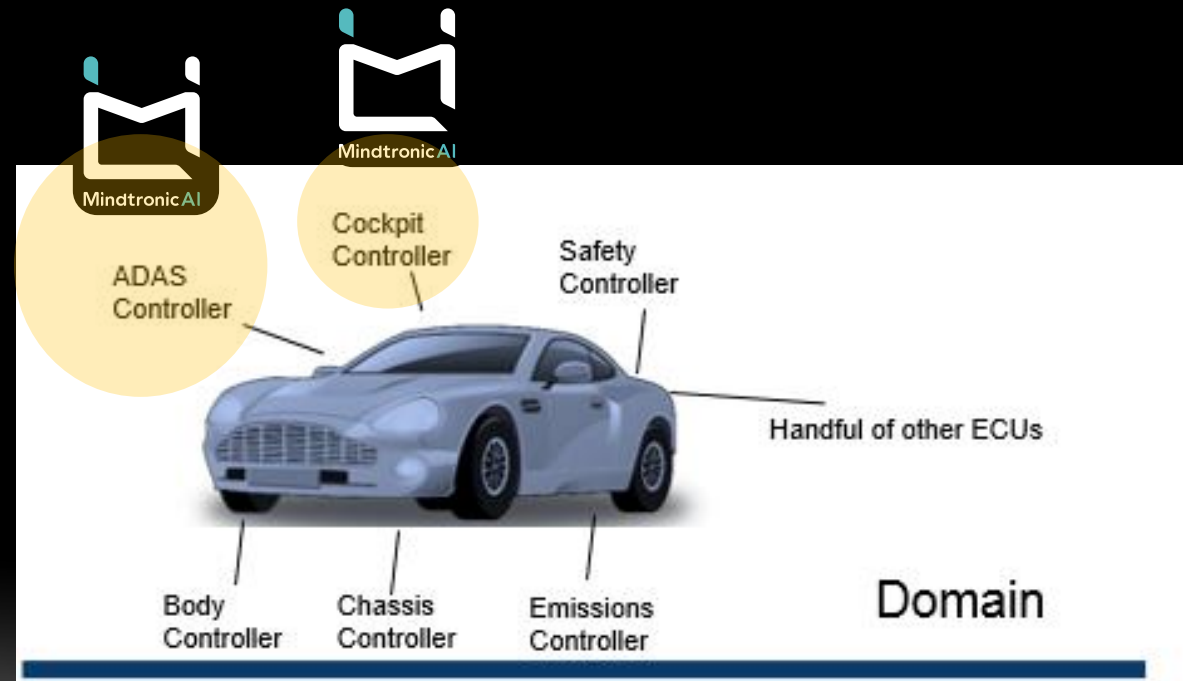 MindtronicAI
MindtronicAI
Cockpit
Controller
Safety
Controller
ADAS
Controller
Handful of other ECUs
Body
Controller
Chassis
Controller
Emissions
Controller
Domain